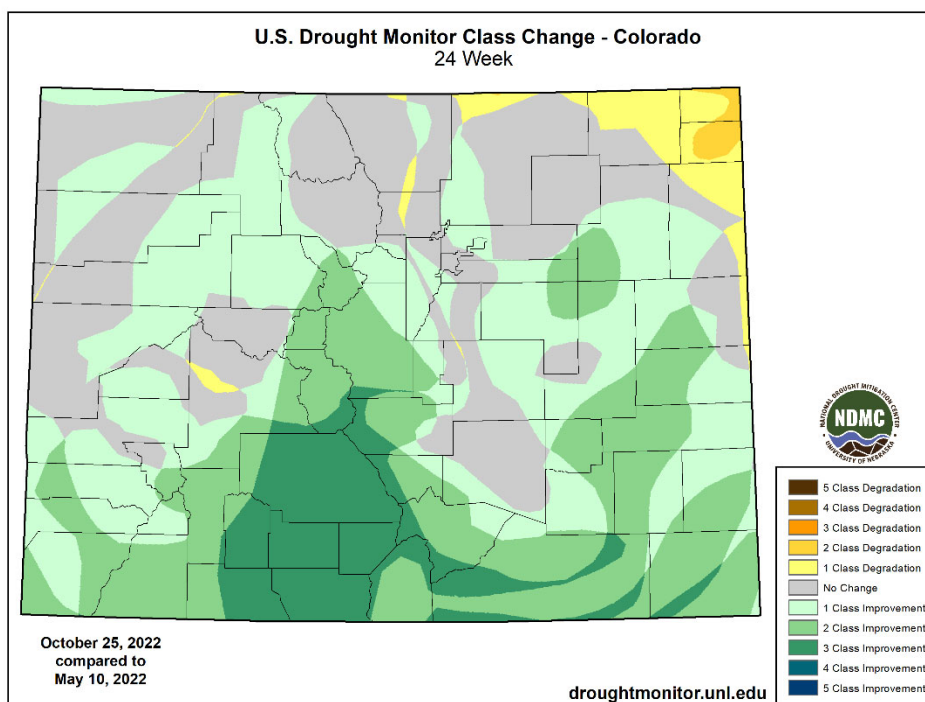 U.S. Drought Monitor Class Change - Colorado
24 Week
NATIONAL DROUGHT MITIGATION CENTER
NDMC
UNIVERSITY OF NEBRASKA
5 Class Degradation
4 Class Degradation
3 Class Degradation
2 Class Degradation
1 Class Degradation
No Change
1 Class Improvement
2 Class Improvement
3 Class Improvement
4 Class Improvement
5 Class Improvement
October 25, 2022
compared to
May 10, 2022
droughtmonitor.unl.edu